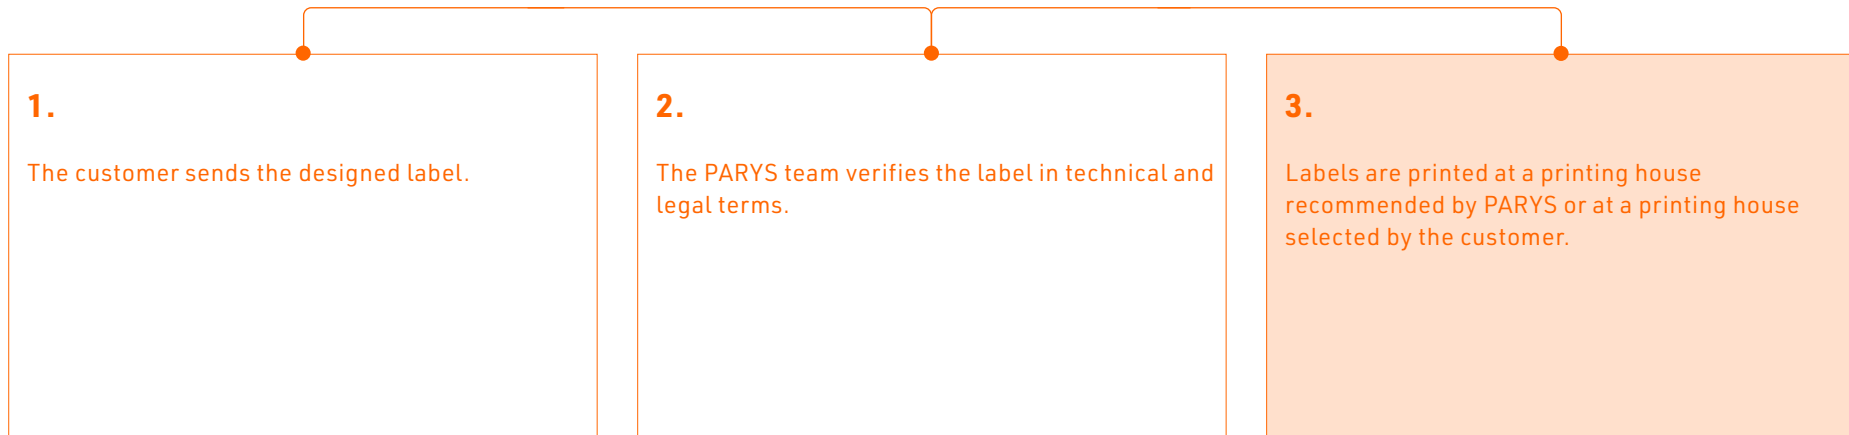 1.
The customer sends the designed label.
2.
The PARYS team verifies the label in technical and
legal terms.
3.
Labels are printed at a printing house
recommended by PARYS or at a printing house
selected by the customer.